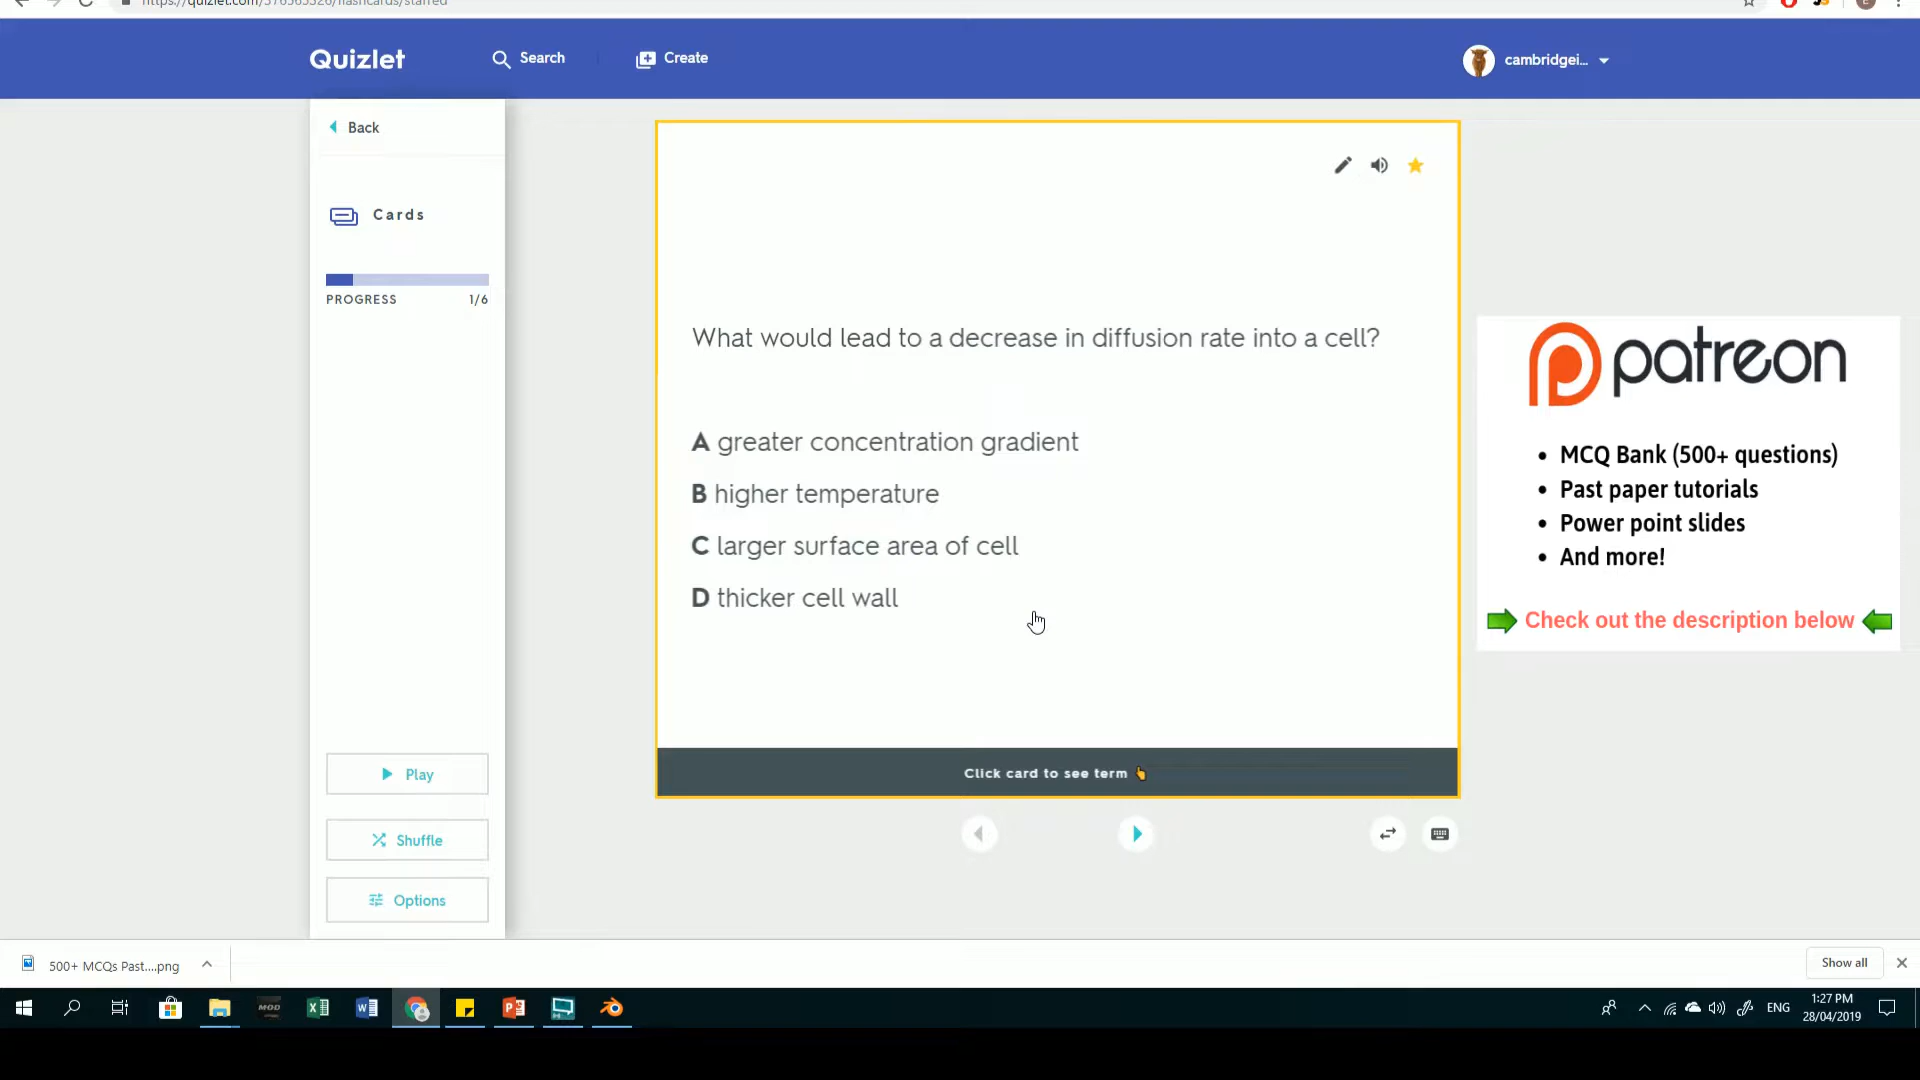 Quizlet
Search
Create
cambridgei...
Back
Cards
PROGRESS 1/6
What would lead to a decrease in diffusion rate into a cell?
A greater concentration gradient
B higher temperature
C larger surface area of cell
D thicker cell wall
Click card to see term
Play
Shuffle
Options
patreon
• MCQ Bank (500+ questions)
• Past paper tutorials
• Power point slides
• And more!
Check out the description below
500+ MCQs Past....png
Show all
ENG
1:27 PM
28/04/2019